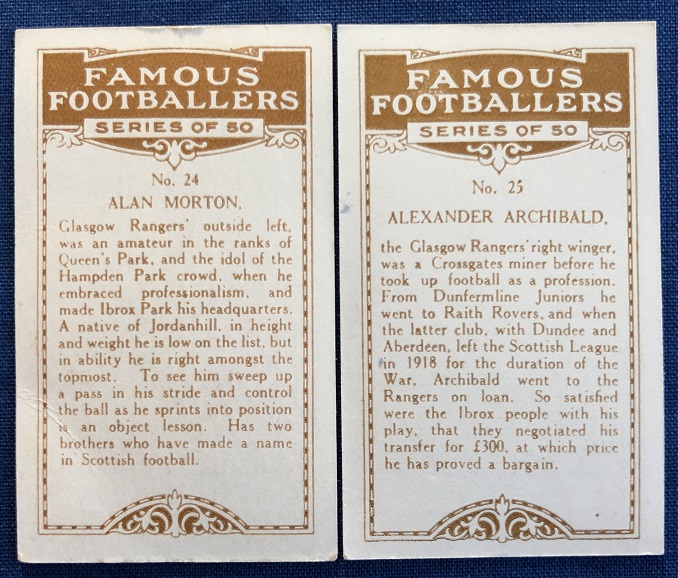 FAMOUS
FOOTBALLERS
SERIES OF 50
No. 24
ALAN MORTON,
Glasgow Rangers' outside left,
was an amateur in the ranks of
Queen's Park, and the idol of the
Hampden Park crowd, when he
embraced professionalism, and
made Ibrox Park his headquarters.
A native of Jordanhill, in height
and weight he is low on the list, but
in ability he is right amongst the
topmost. To see him sweep up
a pass in his stride and control
the ball as he sprints into position
is an object lesson. Has two
brothers who have made a name
in Scottish football.
FAMOUS
FOOTBALLERS
SERIES OF 50
No. 25
ALEXANDER ARCHIBALD,
the Glasgow Rangers' right winger,
was a Crossgates miner before he
took up football as a profession.
From Dunfermline Juniors he
went to Raith Rovers, and when
the latter club, with Dundee and
Aberdeen, left the Scottish League
in 1918 for the duration of the
War, Archibald went to the
Rangers on loan. So satisfied
were the Ibrox people with his
play, that they negotiated his
transfer for £300, at which price
he has proved a bargain.